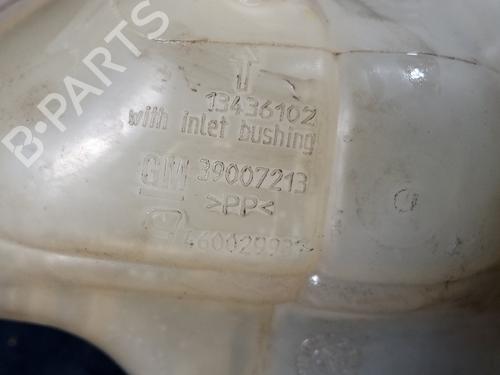 B-PARTS
13436102
with inlet bushing
GM 39007213
>PP<